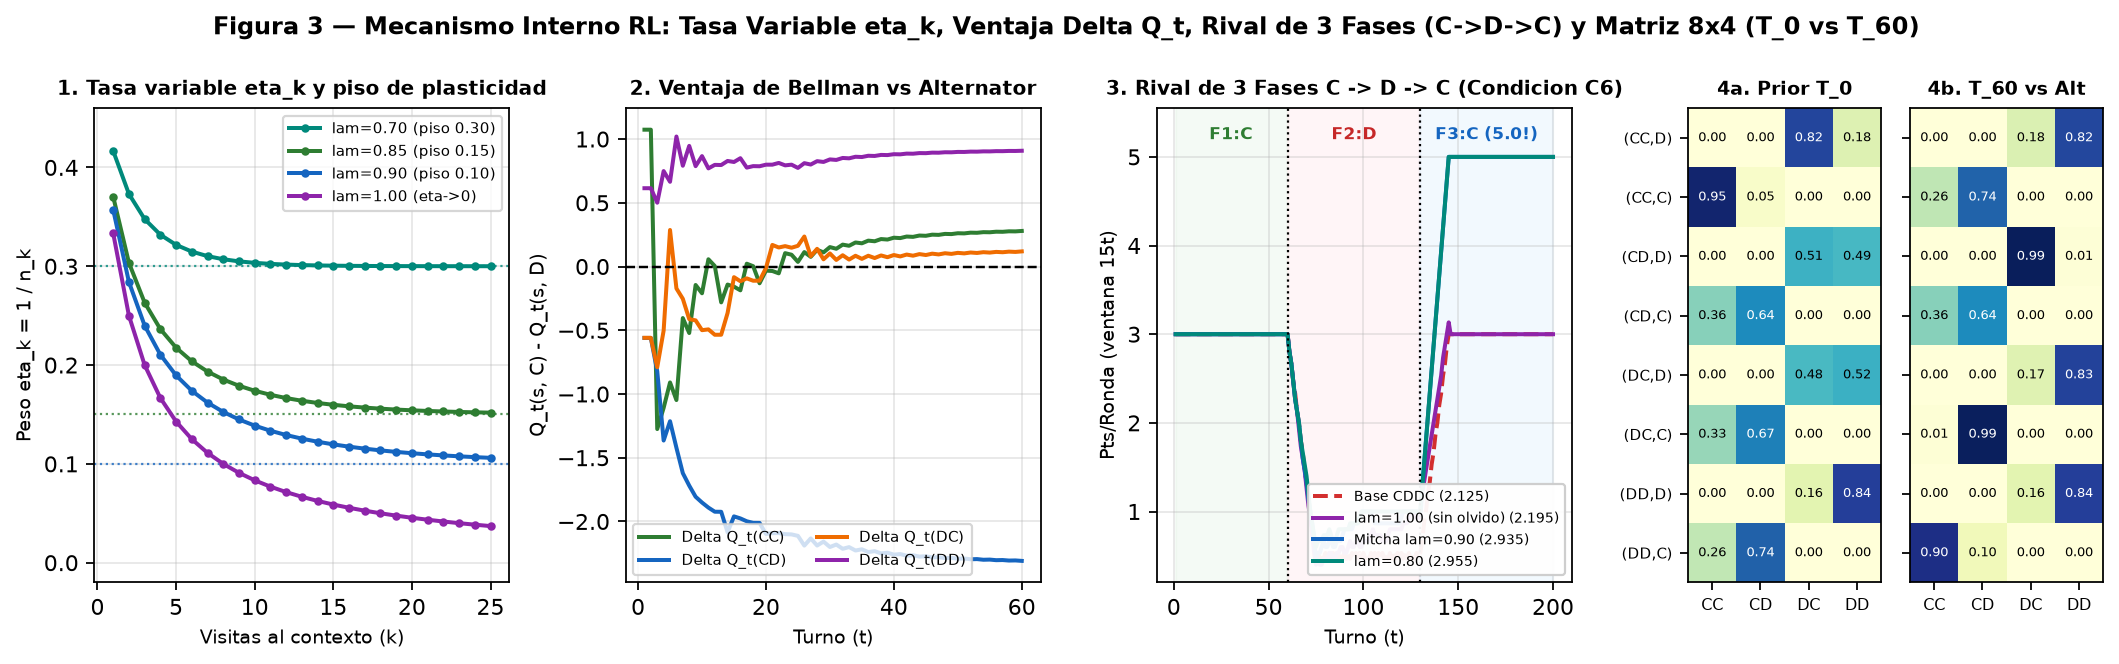 Figura 3 — Mecanismo Interno RL: Tasa Variable eta_k, Ventaja Delta Q_t, Rival de 3 Fases (C->D->C) y Matriz 8x4 (T_0 vs T_60)
1. Tasa variable eta_k y piso de plasticidad
Peso eta_k = 1 / n_k
0.4
0.3
0.2
0.1
0.0
lam=0.70 (piso 0.30)
lam=0.85 (piso 0.15)
lam=0.90 (piso 0.10)
lam=1.00 (eta->0)
0 5 10 15 20 25
Visitas al contexto (k)
2. Ventaja de Bellman vs Alternator
Q_t(s, C) - Q_t(s, D)
1.0
0.5
0.0
−0.5
−1.0
−1.5
−2.0
Delta Q_t(CC) Delta Q_t(DC)
Delta Q_t(CD) Delta Q_t(DD)
0 20 40 60
Turno (t)
3. Rival de 3 Fases C -> D -> C (Condicion C6)
Pts/Ronda (ventana 15t)
F1:C F2:D F3:C (5.0!)
5
4
3
2
1
Base CDDC (2.125)
lam=1.00 (sin olvido) (2.195)
Mitcha lam=0.90 (2.935)
lam=0.80 (2.955)
0 50 100 150 200
Turno (t)
4a. Prior T_0
(CC,D) 0.00 0.00 0.82 0.18
(CC,C) 0.95 0.05 0.00 0.00
(CD,D) 0.00 0.00 0.51 0.49
(CD,C) 0.36 0.64 0.00 0.00
(DC,D) 0.00 0.00 0.48 0.52
(DC,C) 0.33 0.67 0.00 0.00
(DD,D) 0.00 0.00 0.16 0.84
(DD,C) 0.26 0.74 0.00 0.00
CC CD DC DD
4b. T_60 vs Alt
0.00 0.00 0.18 0.82
0.26 0.74 0.00 0.00
0.00 0.00 0.99 0.01
0.36 0.64 0.00 0.00
0.00 0.00 0.17 0.83
0.01 0.99 0.00 0.00
0.00 0.00 0.16 0.84
0.90 0.10 0.00 0.00
CC CD DC DD